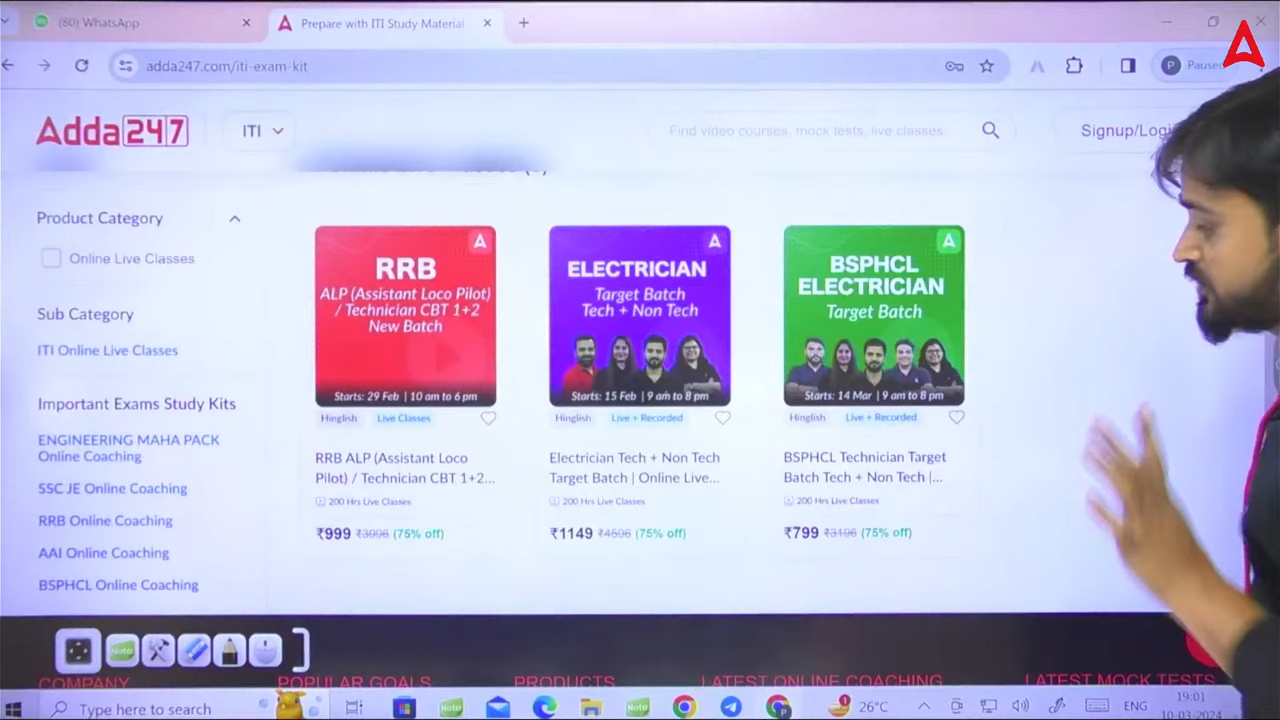 (80) WhatsApp
Prepare with ITI Study Material
adda247.com/iti-exam-kit
P Paused
Adda247
ITI
Find video courses, mock tests, live classes
Product Category
Online Live Classes
Sub Category
ITI Online Live Classes
Important Exams Study Kits
ENGINEERING MAHA PACK
Online Coaching
SSC JE Online Coaching
RRB Online Coaching
AAI Online Coaching
BSPHCL Online Coaching
RRB
ALP (Assistant Loco Pilot)
/ Technician CBT 1+2
New Batch
Starts: 29 Feb | 10 am to 6 pm
Hinglish Live Classes
RRB ALP (Assistant Loco
Pilot) / Technician CBT 1+2...
200 Hrs Live Classes
₹999 ₹3996 (75% off)
ELECTRICIAN
Target Batch
Tech + Non Tech
Starts: 15 Feb | 9 am to 8 pm
Hinglish Live + Recorded
Electrician Tech + Non Tech
Target Batch | Online Live...
200 Hrs Live Classes
₹1149 ₹4596 (75% off)
BSPHCL
ELECTRICIAN
Target Batch
Starts: 14 Mar | 9 am to 8 pm
Hinglish Live + Recorded
BSPHCL Technician Target
Batch Tech + Non Tech |...
200 Hrs Live Classes
₹799 ₹3196 (75% off)
Note
COMPANY
POPULAR GOALS
PRODUCTS
LATEST ONLINE COACHING
LATEST MOCK TESTS
Type here to search
Note
Note
1
26°C
ENG
19:01
10-03-2024